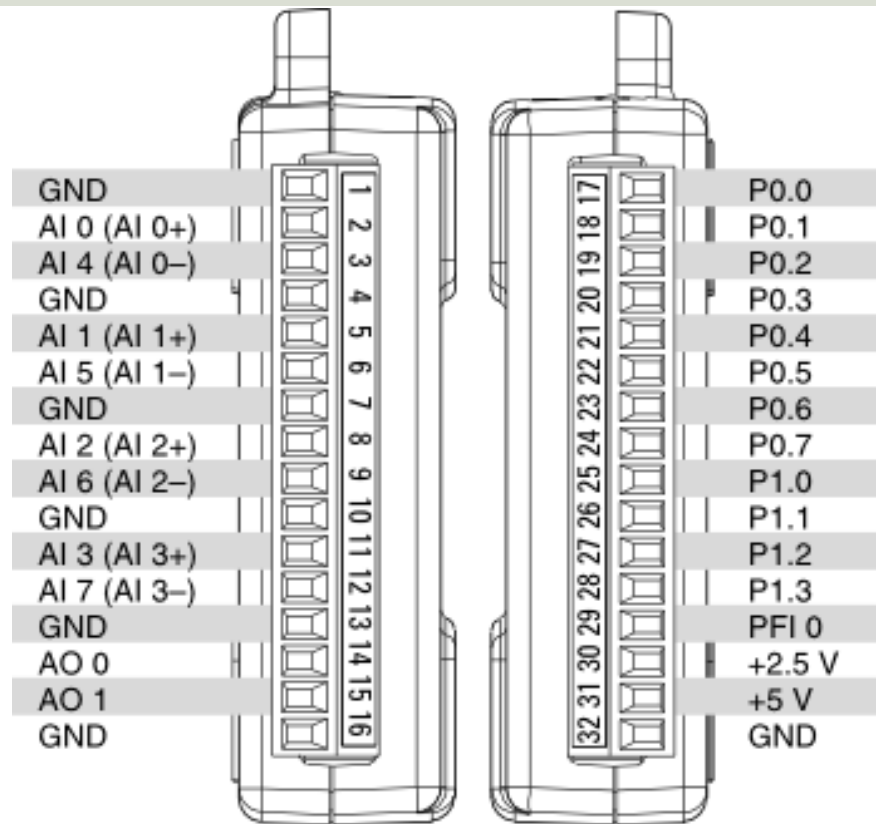 GND 1
AI 0 (AI 0+) 2
AI 4 (AI 0–) 3
GND 4
AI 1 (AI 1+) 5
AI 5 (AI 1–) 6
GND 7
AI 2 (AI 2+) 8
AI 6 (AI 2–) 9
GND 10
AI 3 (AI 3+) 11
AI 7 (AI 3–) 12
GND 13
AO 0 14
AO 1 15
GND 16
17 P0.0
18 P0.1
19 P0.2
20 P0.3
21 P0.4
22 P0.5
23 P0.6
24 P0.7
25 P1.0
26 P1.1
27 P1.2
28 P1.3
29 PFI 0
30 +2.5 V
31 +5 V
32 GND